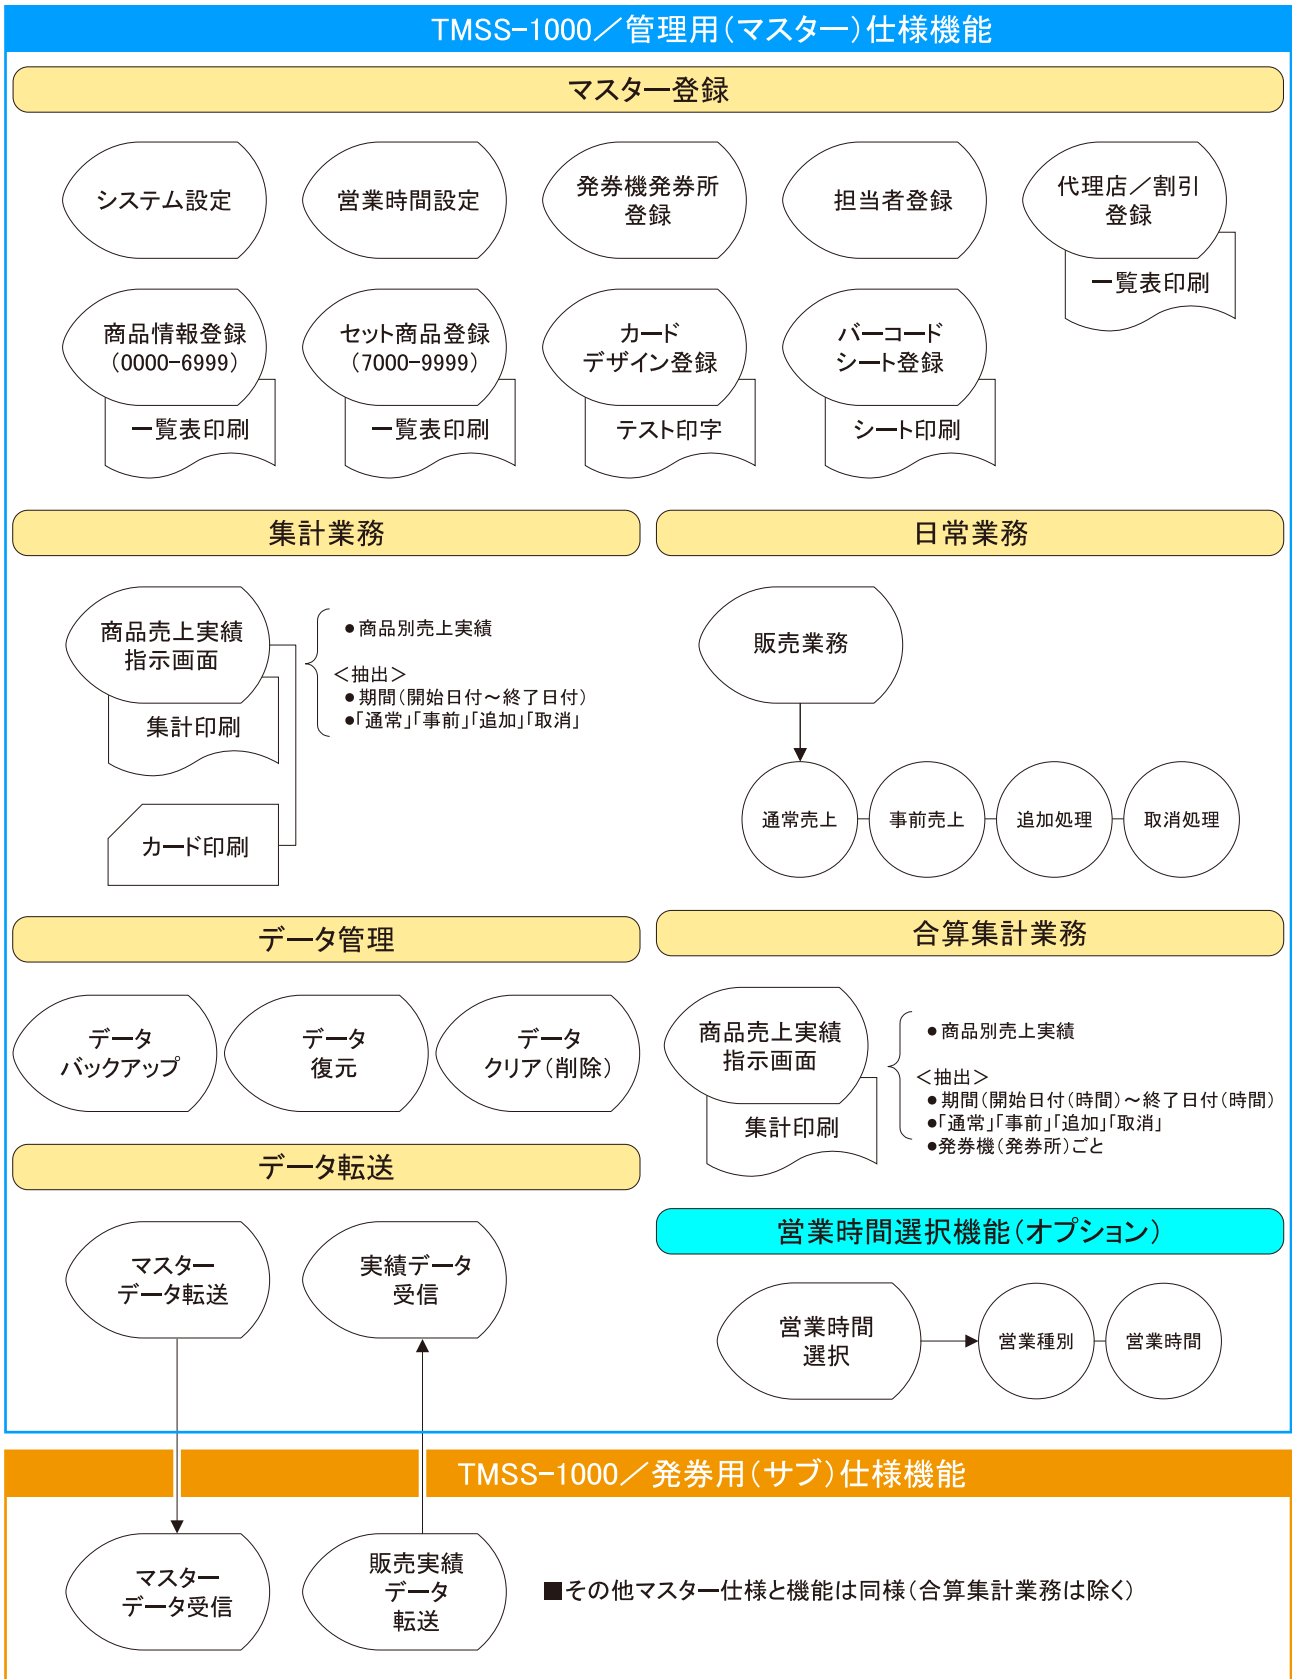 TMSS-1000／管理用（マスター）仕様機能
マスター登録
システム設定
営業時間設定
発券機発券所
登録
担当者登録
代理店／割引
登録
一覧表印刷
商品情報登録
（0000-6999）
一覧表印刷
セット商品登録
（7000-9999）
一覧表印刷
カード
デザイン登録
テスト印字
バーコード
シート登録
シート印刷
集計業務
商品売上実績
指示画面
集計印刷
カード印刷
●商品別売上実績
＜抽出＞
●期間（開始日付～終了日付）
●「通常」「事前」「追加」「取消」
日常業務
販売業務
通常売上
事前売上
追加処理
取消処理
データ管理
データ
バックアップ
データ
復元
データ
クリア（削除）
合算集計業務
商品売上実績
指示画面
集計印刷
●商品別売上実績
＜抽出＞
●期間（開始日付（時間）～終了日付（時間）
●「通常」「事前」「追加」「取消」
●発券機（発券所）ごと
データ転送
マスター
データ転送
実績データ
受信
営業時間選択機能（オプション）
営業時間
選択
営業種別
営業時間
TMSS-1000／発券用（サブ）仕様機能
マスター
データ受信
販売実績
データ
転送
■その他マスター仕様と機能は同様（合算集計業務は除く）